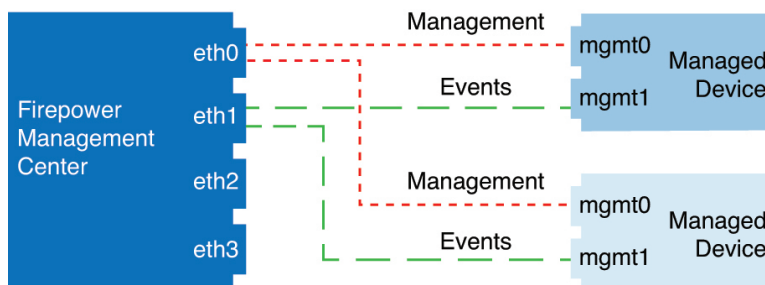 Firepower
Management
Center
eth0
eth1
eth2
eth3
Management
Events
Management
Events
mgmt0
mgmt1
Managed
Device
mgmt0
mgmt1
Managed
Device